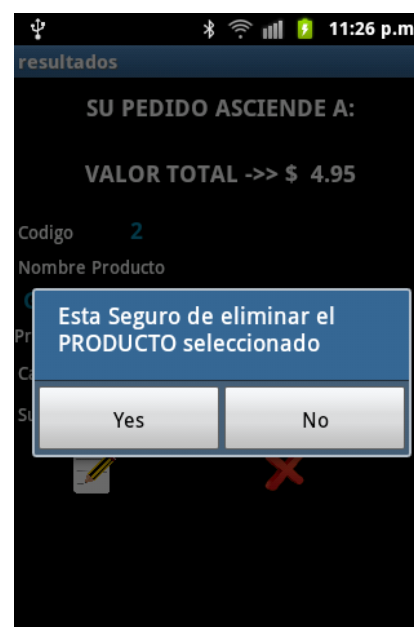 11:26 p.m
resultados
SU PEDIDO ASCIENDE A:
VALOR TOTAL ->> $ 4.95
Codigo 2
Nombre Producto
Esta Seguro de eliminar el
PRODUCTO seleccionado
Yes No